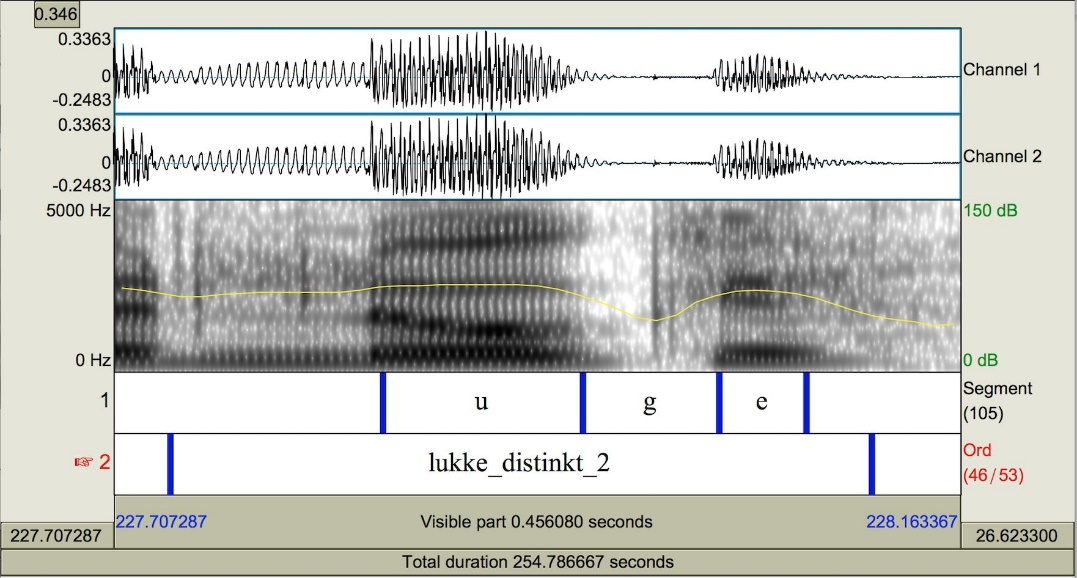 0.346
0.3363
0
-0.2483
Channel 1
0.3363
0
-0.2483
Channel 2
5000 Hz
150 dB
0 Hz
0 dB
1 u g e Segment
(105)
☞ 2 lukke_distinkt_2 Ord
(46/53)
227.707287 Visible part 0.456080 seconds 228.163367
227.707287 26.623300
Total duration 254.786667 seconds